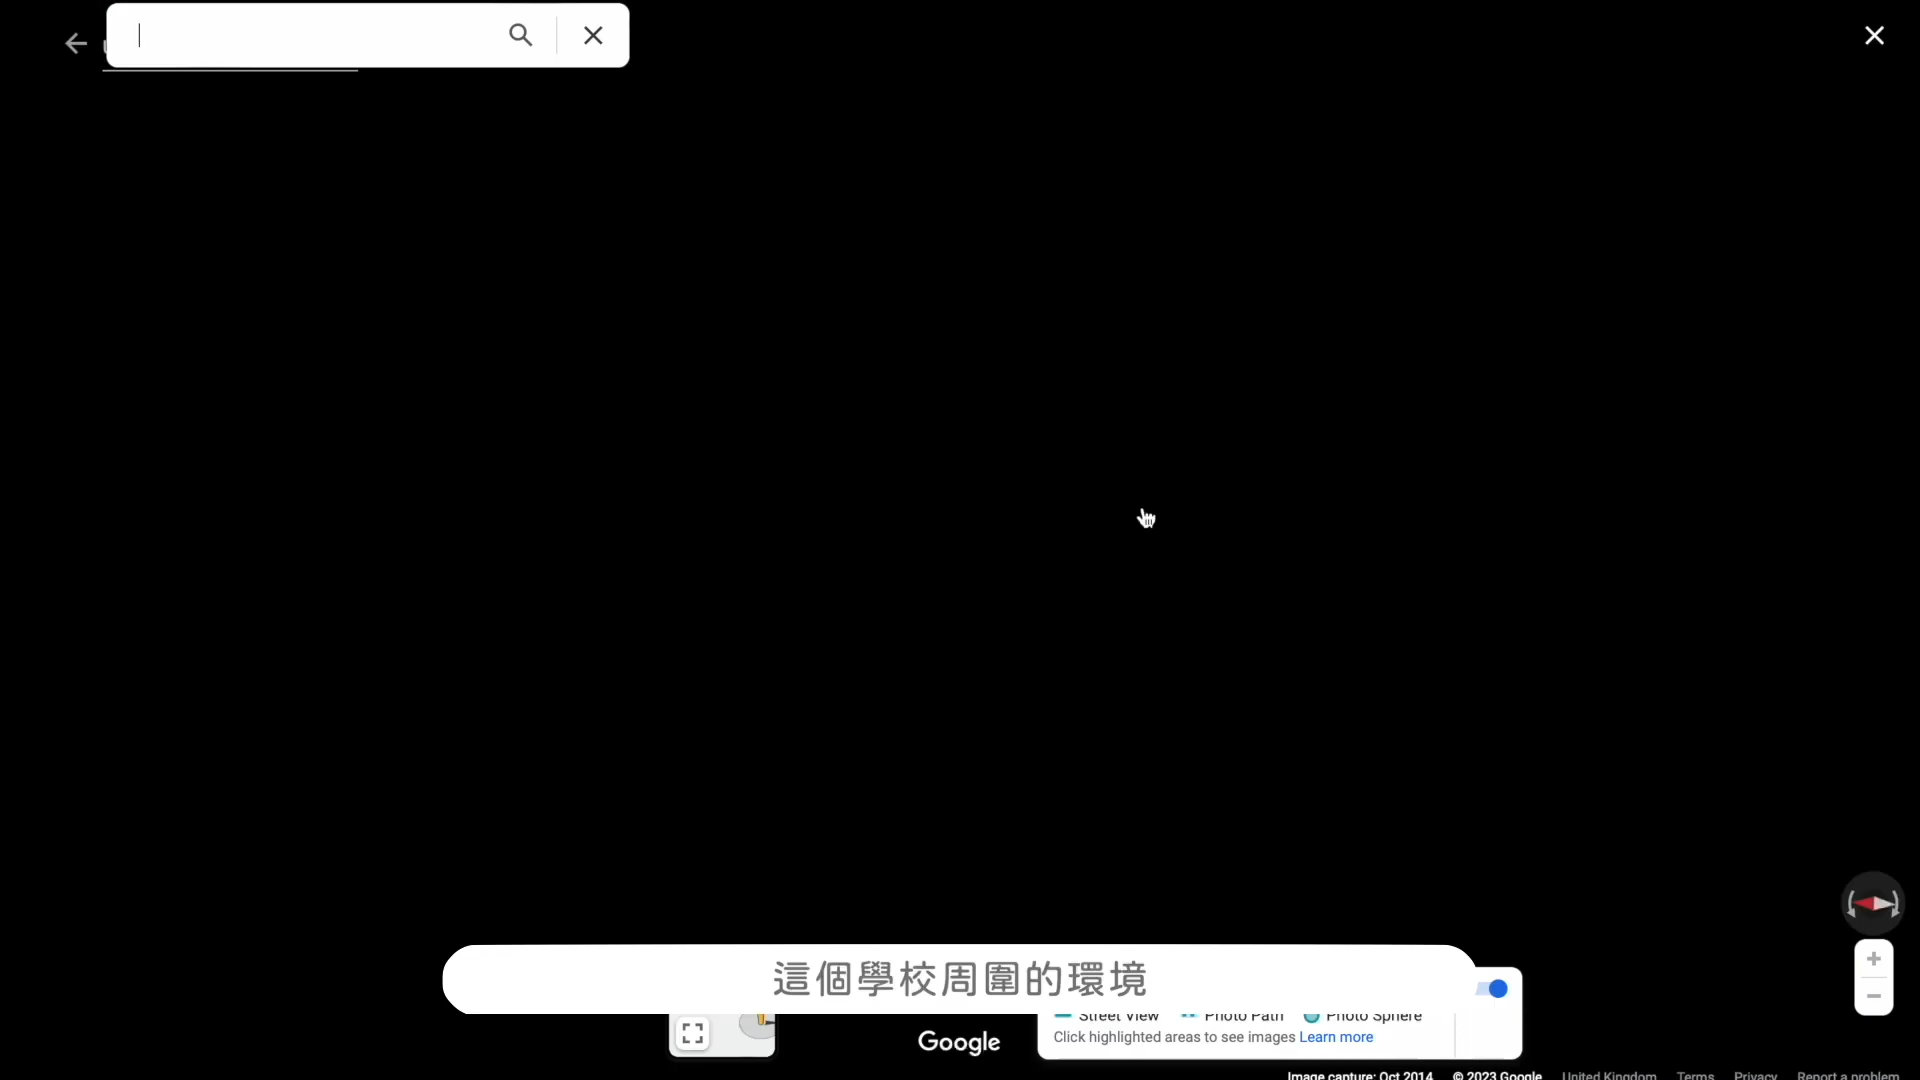 這個學校周圍的環境
Street View Photo Path Photo Sphere
Click highlighted areas to see images Learn more
Google
Image capture: Oct 2014 © 2023 Google United Kingdom Terms Privacy Report a problem